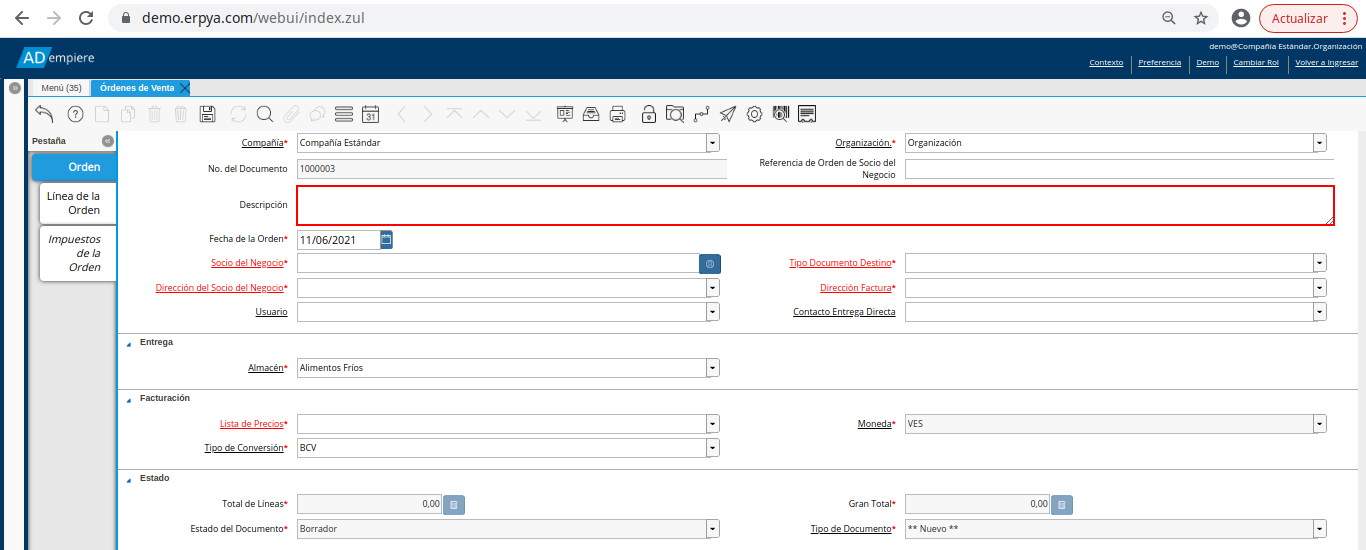 demo.erpya.com/webui/index.zul
Actualizar
ADempiere
demo@Compañía Estándar.Organización
Contexto Preferencia Demo Cambiar Rol Volver a Ingresar
Menú (35) Órdenes de Venta
31
Pestaña
Orden
Línea de la
Orden
Impuestos
de la
Orden
Compañía* Compañía Estándar
Organización.* Organización
No. del Documento 1000003
Referencia de Orden de Socio del
Negocio
Descripción
Fecha de la Orden* 11/06/2021
Socio del Negocio*
Tipo Documento Destino*
Dirección del Socio del Negocio*
Dirección Factura*
Usuario
Contacto Entrega Directa
Entrega
Almacén* Alimentos Fríos
Facturación
Lista de Precios*
Moneda* VES
Tipo de Conversión* BCV
Estado
Total de Líneas* 0,00
Gran Total* 0,00
Estado del Documento* Borrador
Tipo de Documento* ** Nuevo **